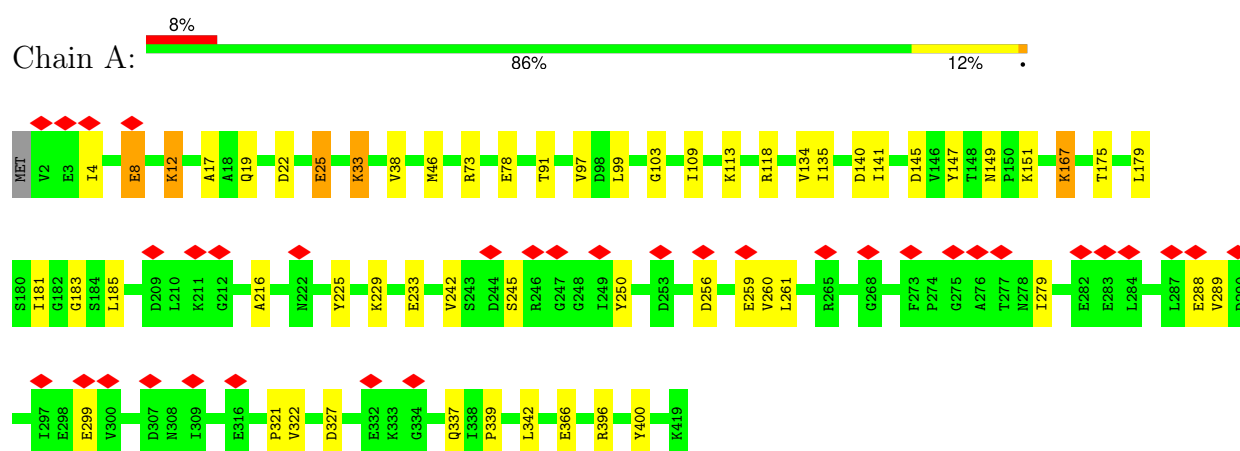 8%
Chain A:
86% 12% •
MET V2 E3 I4 E8 K12 A17 A18 Q19 D22 E25 K33 V38 M46 R73 E78 T91 V97 D98 L99 G103 I109 K113 R118 V134 I135 D140 I141 D145 V146 Y147 T148 N149 P150 K151 K167 T175 L179
S180 I181 G182 G183 S184 L185 D209 L210 K211 G212 A216 N222 Y225 K229 E233 V242 S243 D244 S245 R246 G247 G248 I249 Y250 D253 D256 E259 V260 L261 R265 G268 F273 P274 G275 A276 T277 N278 I279 E282 E283 L284 L287 E288 V289
I297 E298 E299 V300 D307 N308 I309 E316 P321 V322 D327 E332 K333 G334 Q337 I338 P339 L342 E366 R396 Y400 K419